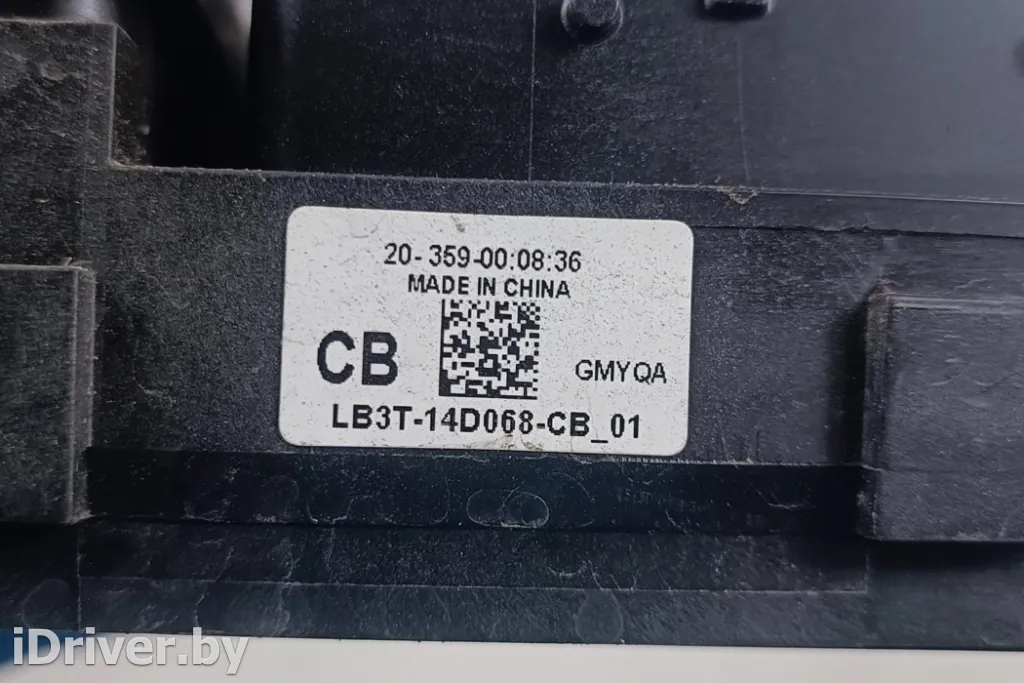 20-359-00:08:36
MADE IN CHINA
CB
GMYQA
LB3T-14D068-CB_01
iDriver.by